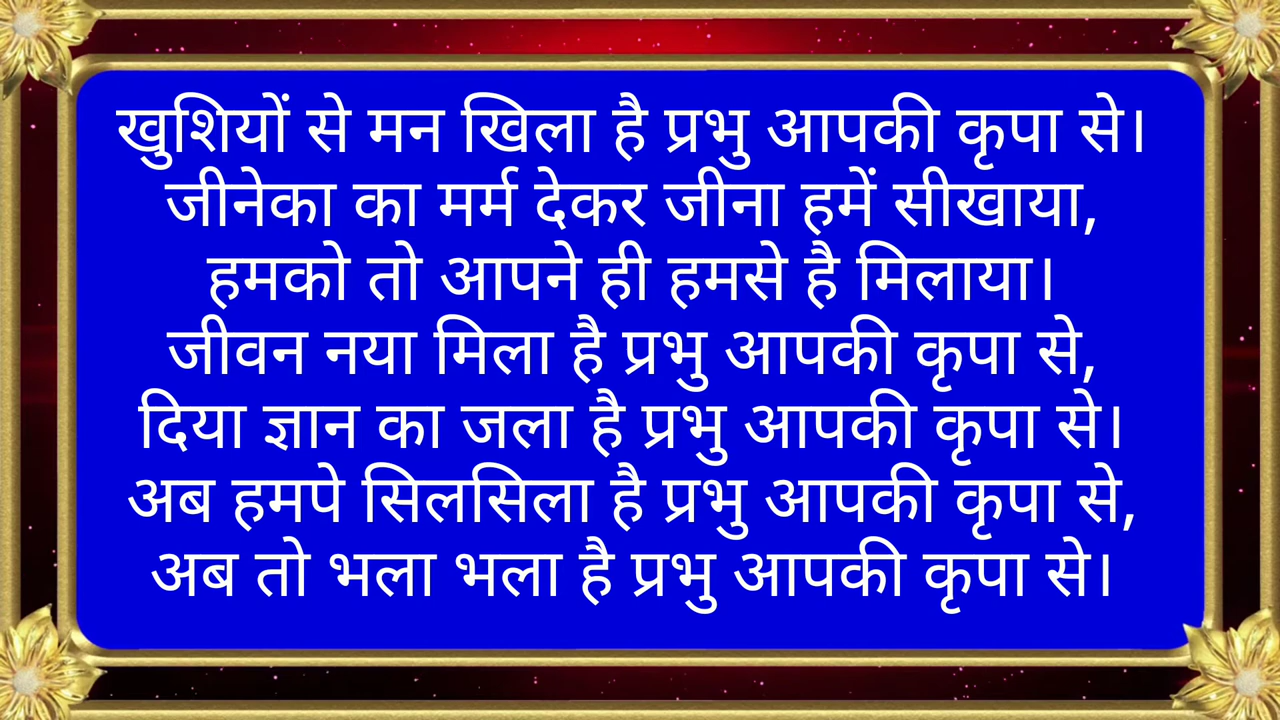 खुशियों से मन खिला है प्रभु आपकी कृपा से।
जीनेका का मर्म देकर जीना हमें सीखाया,
हमको तो आपने ही हमसे है मिलाया।
जीवन नया मिला है प्रभु आपकी कृपा से,
दिया ज्ञान का जला है प्रभु आपकी कृपा से।
अब हमपे सिलसिला है प्रभु आपकी कृपा से,
अब तो भला भला है प्रभु आपकी कृपा से।